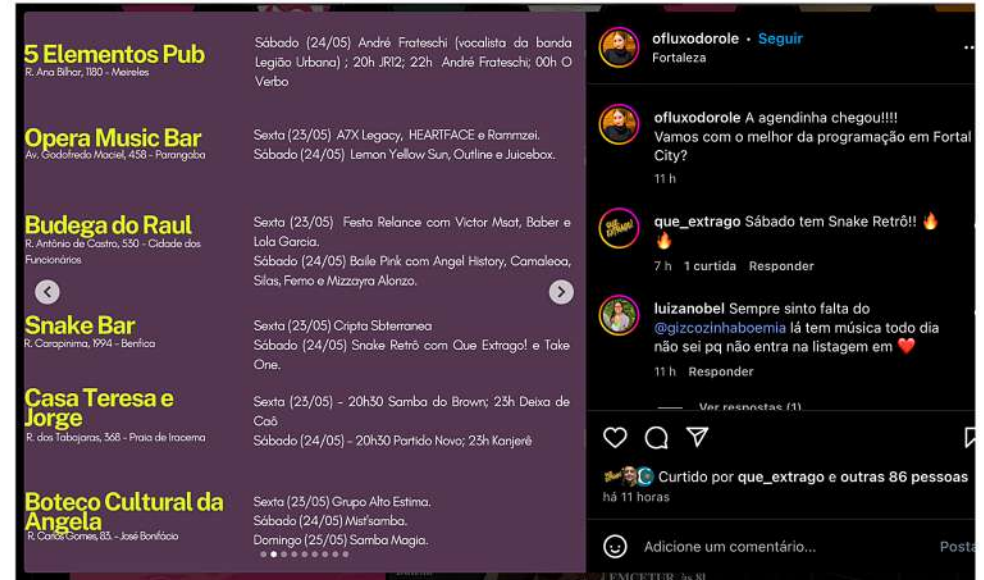 5 Elementos Pub
R. Ana Bilhar, 1180 - Meireles
Sábado (24/05) André Frateschi (vocalista da banda
Legião Urbana) ; 20h JR12; 22h André Frateschi; 00h O
Verbo
Opera Music Bar
Av. Godofredo Maciel, 458 - Parangaba
Sexta (23/05) A7X Legacy, HEARTFACE e Rammzei.
Sábado (24/05) Lemon Yellow Sun, Outline e Juicebox.
Budega do Raul
R. Antônio de Castro, 530 - Cidade dos
Funcionários
Sexta (23/05) Festa Relance com Victor Msat, Baber e
Lola Garcia.
Sábado (24/05) Baile Pink com Angel History, Camaleoa,
Silas, Femo e Mizzayra Alonzo.
Snake Bar
R. Carapinima, 1994 - Benfica
Sexta (23/05) Cripta Sbterranea
Sábado (24/05) Snake Retrô com Que Extrago! e Take
One.
Casa Teresa e
Jorge
R. dos Tabajaras, 368 - Praia de Iracema
Sexta (23/05) - 20h30 Samba do Brown; 23h Deixa de
Caô
Sábado (24/05) - 20h30 Partido Novo; 23h Kanjerê
Boteco Cultural da
Angela
R. Carlos Gomes, 83. - José Bonifácio
Sexta (23/05) Grupo Alto Estima.
Sábado (24/05) Mist'samba.
Domingo (25/05) Samba Magia.
ofluxodorole • Seguir
Fortaleza
ofluxodorole A agendinha chegou!!!!
Vamos com o melhor da programação em Fortal
City?
11 h
que_extrago Sábado tem Snake Retrô!! 🔥
🔥
7 h 1 curtida Responder
luizanobel Sempre sinto falta do
@gizcozinhaboemia lá tem música todo dia
não sei pq não entra na listagem em ❤️
11 h Responder
Ver respostas (1)
Curtido por que_extrago e outras 86 pessoas
há 11 horas
Adicione um comentário...
Posta
EMCETUR, às 8l